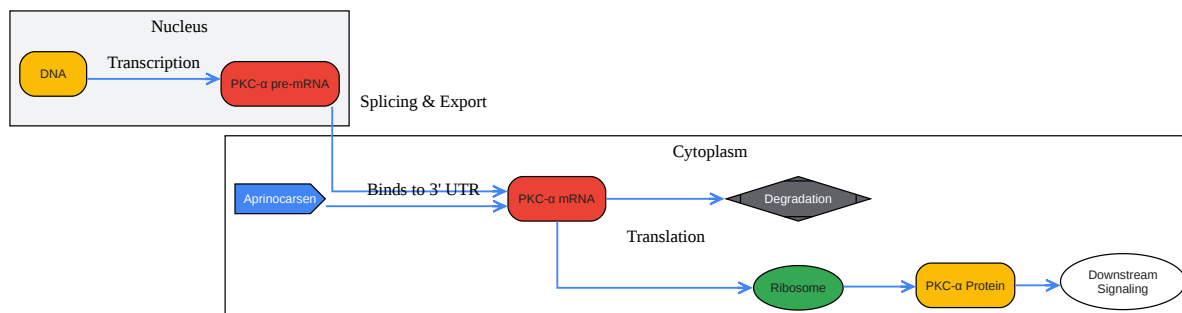 Nucleus
DNA
Transcription
PKC-α pre-mRNA
Splicing & Export
Cytoplasm
Aprinocarsen
Binds to 3' UTR
PKC-α mRNA
Degradation
Translation
Ribosome
PKC-α Protein
Downstream
Signaling